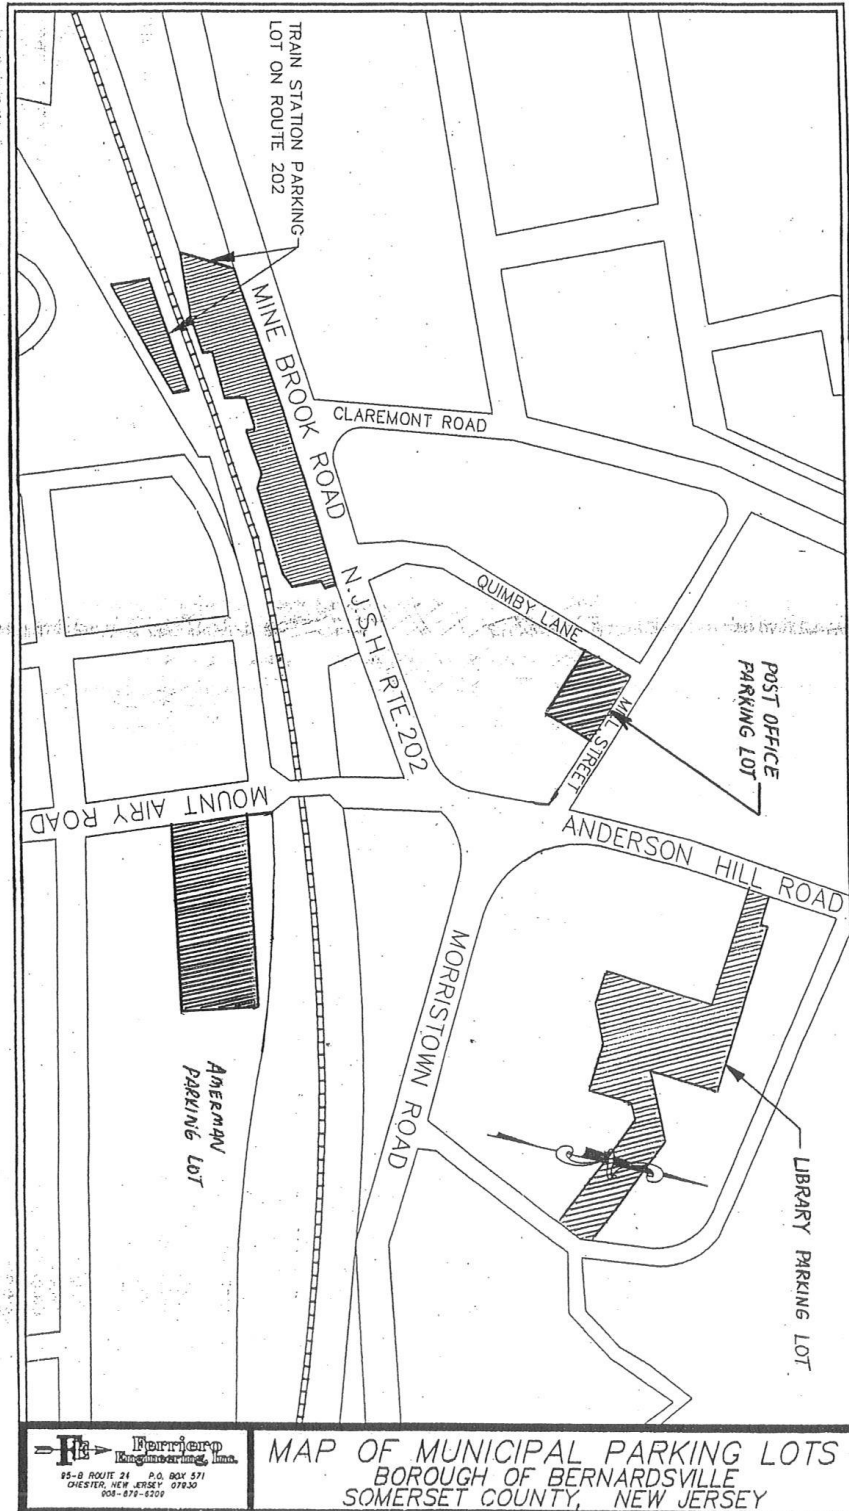 TRAIN STATION PARKING
LOT ON ROUTE 202
MINE BROOK ROAD
CLAREMONT ROAD
QUIMBY LANE
N.J.S.H. RTE. 202
POST OFFICE
PARKING LOT
MILL STREET
MOUNT AIRY ROAD
ANDERSON HILL ROAD
MORRISTOWN ROAD
AMERMAN
PARKING LOT
LIBRARY PARKING LOT
Ferriero
Engineering, Inc.
95-B ROUTE 24 P.O. BOX 571
CHESTER, NEW JERSEY 07930
908-879-6209
MAP OF MUNICIPAL PARKING LOTS
BOROUGH OF BERNARDSVILLE
SOMERSET COUNTY, NEW JERSEY